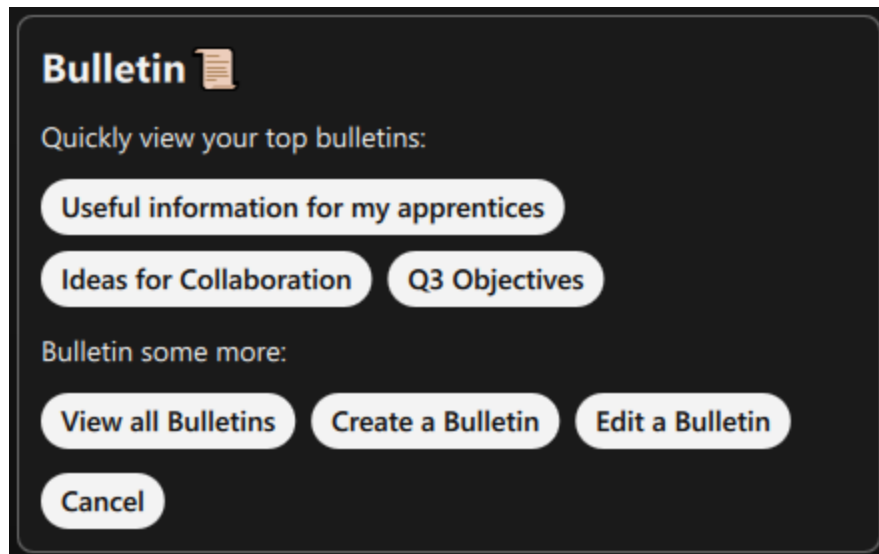 Bulletin📜
Quickly view your top bulletins:
Useful information for my apprentices
Ideas for Collaboration Q3 Objectives
Bulletin some more:
View all Bulletins Create a Bulletin Edit a Bulletin
Cancel